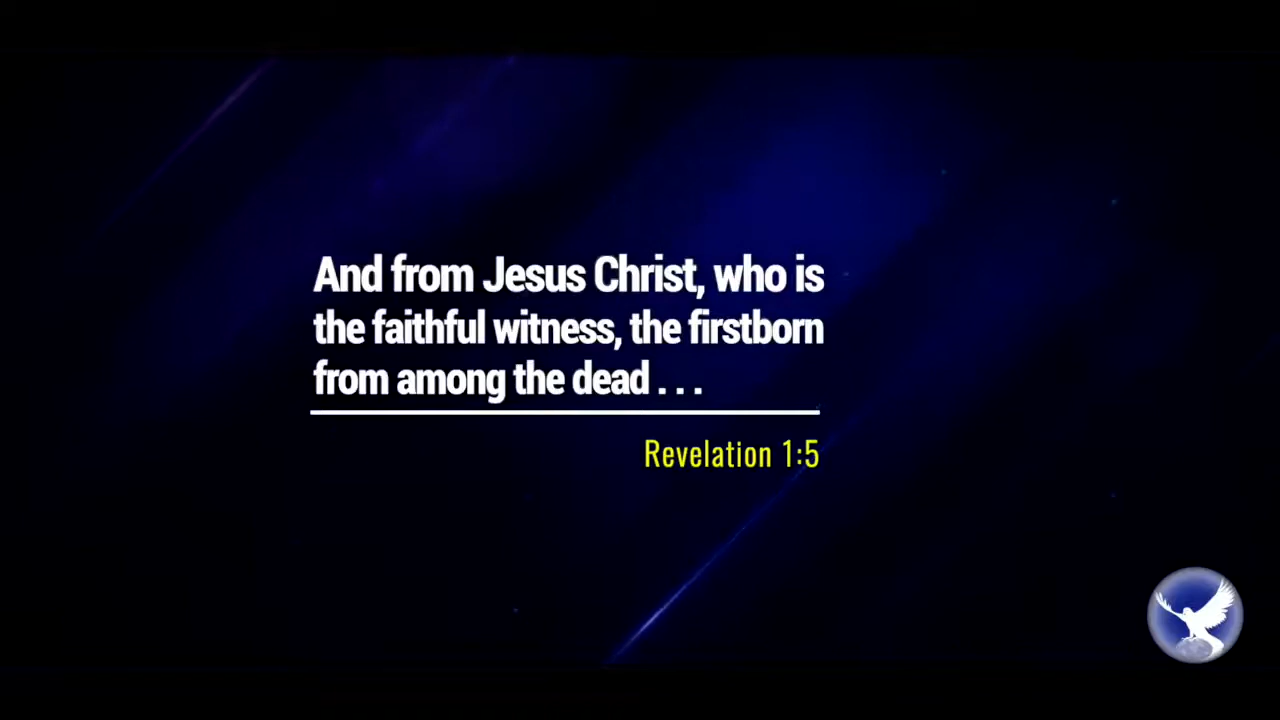 And from Jesus Christ, who is
the faithful witness, the firstborn
from among the dead . . .
Revelation 1:5